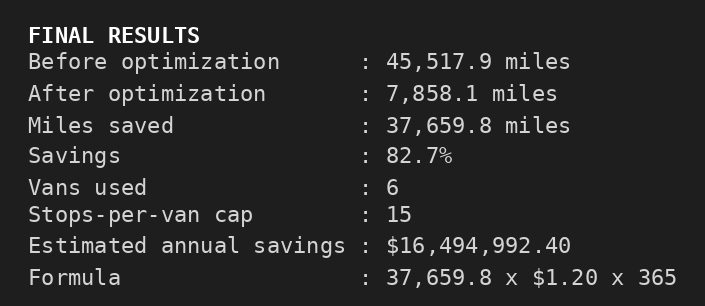 FINAL RESULTS
Before optimization      : 45,517.9 miles
After optimization       : 7,858.1 miles
Miles saved              : 37,659.8 miles
Savings                  : 82.7%
Vans used                : 6
Stops-per-van cap        : 15
Estimated annual savings : $16,494,992.40
Formula                  : 37,659.8 x $1.20 x 365